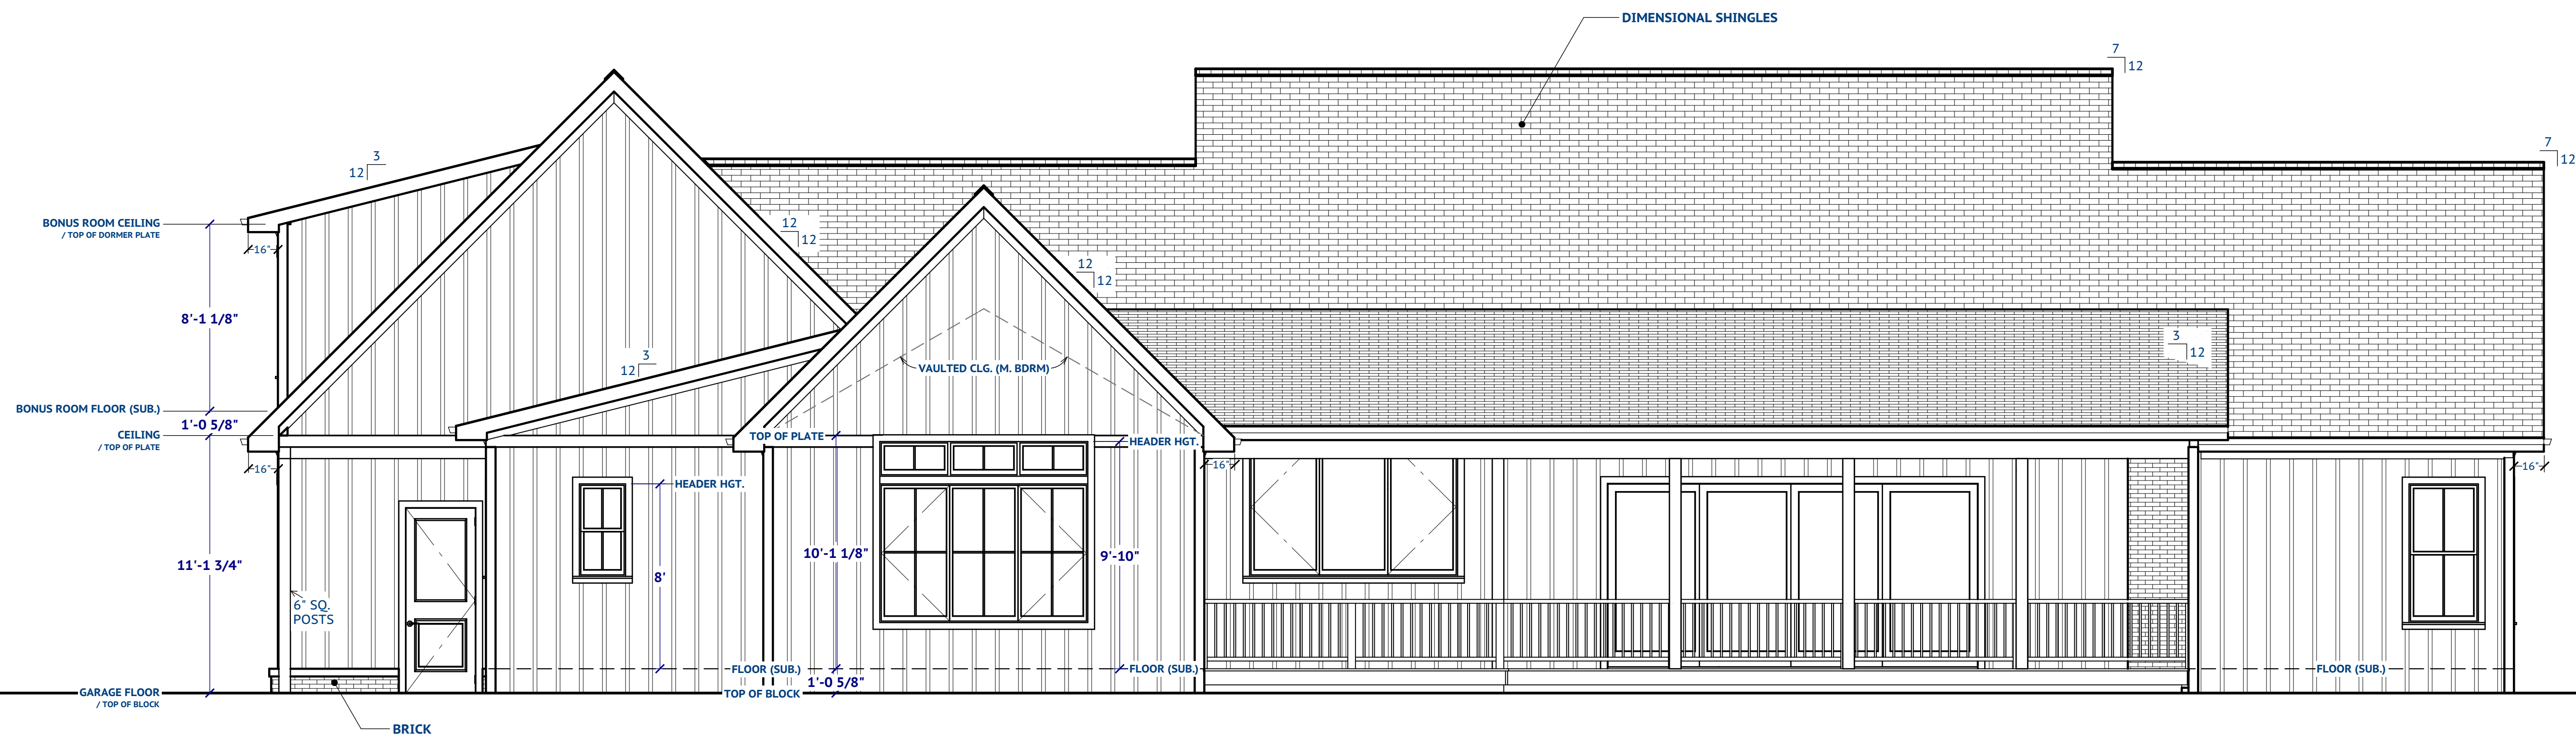 DIMENSIONAL SHINGLES
7
12
7
12
3
12
BONUS ROOM CEILING
/ TOP OF DORMER PLATE
16"
12
12
12
12
8'-1 1/8"
3
12
3
12
VAULTED CLG. (M. BDRM)
BONUS ROOM FLOOR (SUB.)
1'-0 5/8"
CEILING
/ TOP OF PLATE
TOP OF PLATE
HEADER HGT.
16"
16"
16"
HEADER HGT.
11'-1 3/4"
10'-1 1/8"
9'-10"
8'
6" SQ.
POSTS
FLOOR (SUB.)
FLOOR (SUB.)
FLOOR (SUB.)
1'-0 5/8"
GARAGE FLOOR
/ TOP OF BLOCK
TOP OF BLOCK
BRICK